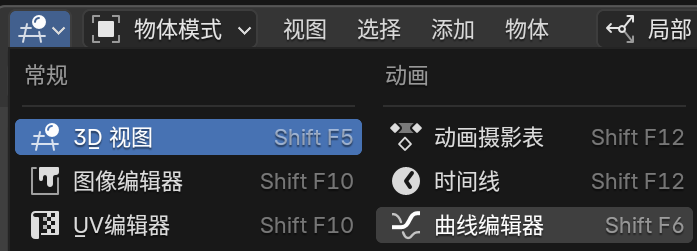 物体模式 视图 选择 添加 物体 局部
常规
3D 视图 Shift F5
图像编辑器 Shift F10
UV编辑器 Shift F10
动画
动画摄影表 Shift F12
时间线 Shift F12
曲线编辑器 Shift F6